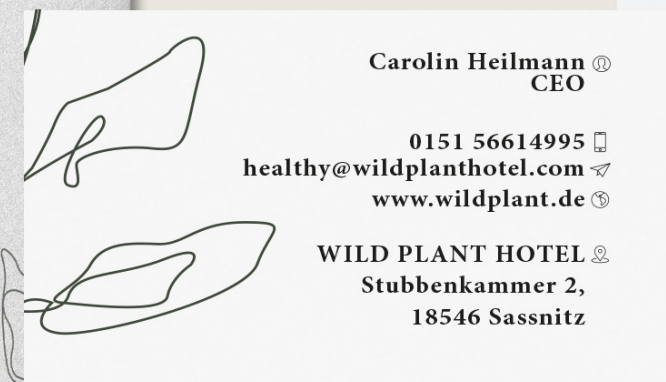 Carolin Heilmann
CEO
0151 56614995
healthy@wildplanthotel.com
www.wildplant.de
WILD PLANT HOTEL
Stubbenkammer 2,
18546 Sassnitz